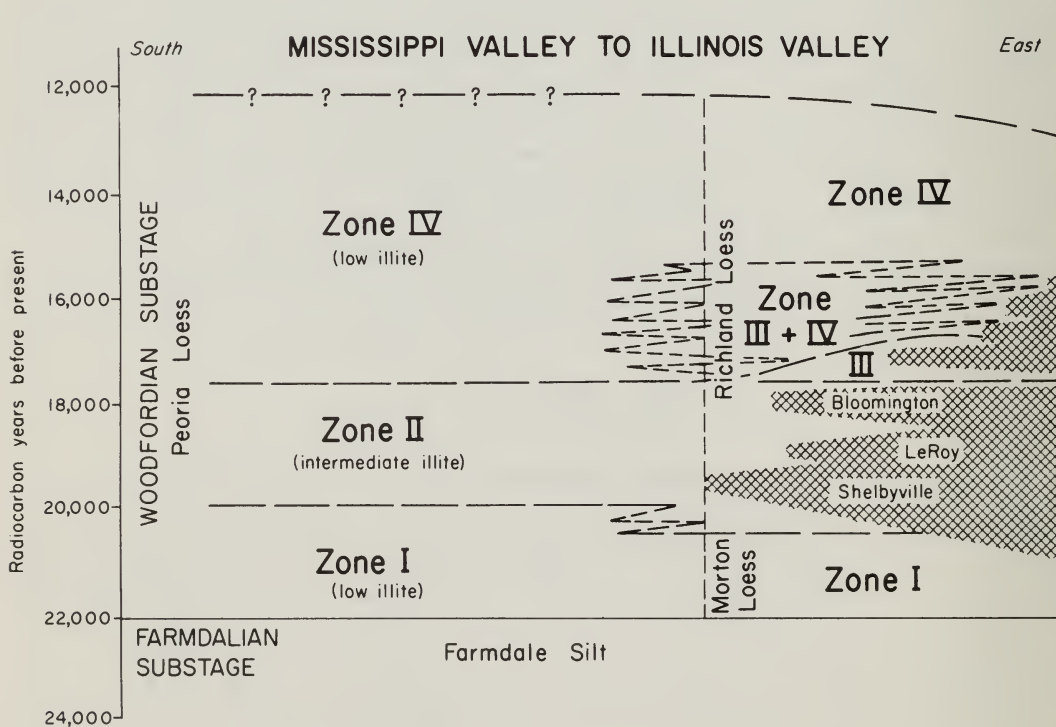 South
MISSISSIPPI VALLEY TO ILLINOIS VALLEY
East
12,000
? ? ? ? ?
14,000
16,000
18,000
20,000
22,000
24,000
Radiocarbon years before present
WOODFORDIAN SUBSTAGE
Peoria Loess
Zone IV
(low illite)
Zone IV
Richland Loess
Zone
III + IV
III
Zone II
(intermediate illite)
Bloomington
LeRoy
Shelbyville
Zone I
(low illite)
Morton
Loess
Zone I
FARMDALIAN
SUBSTAGE
Farmdale Silt